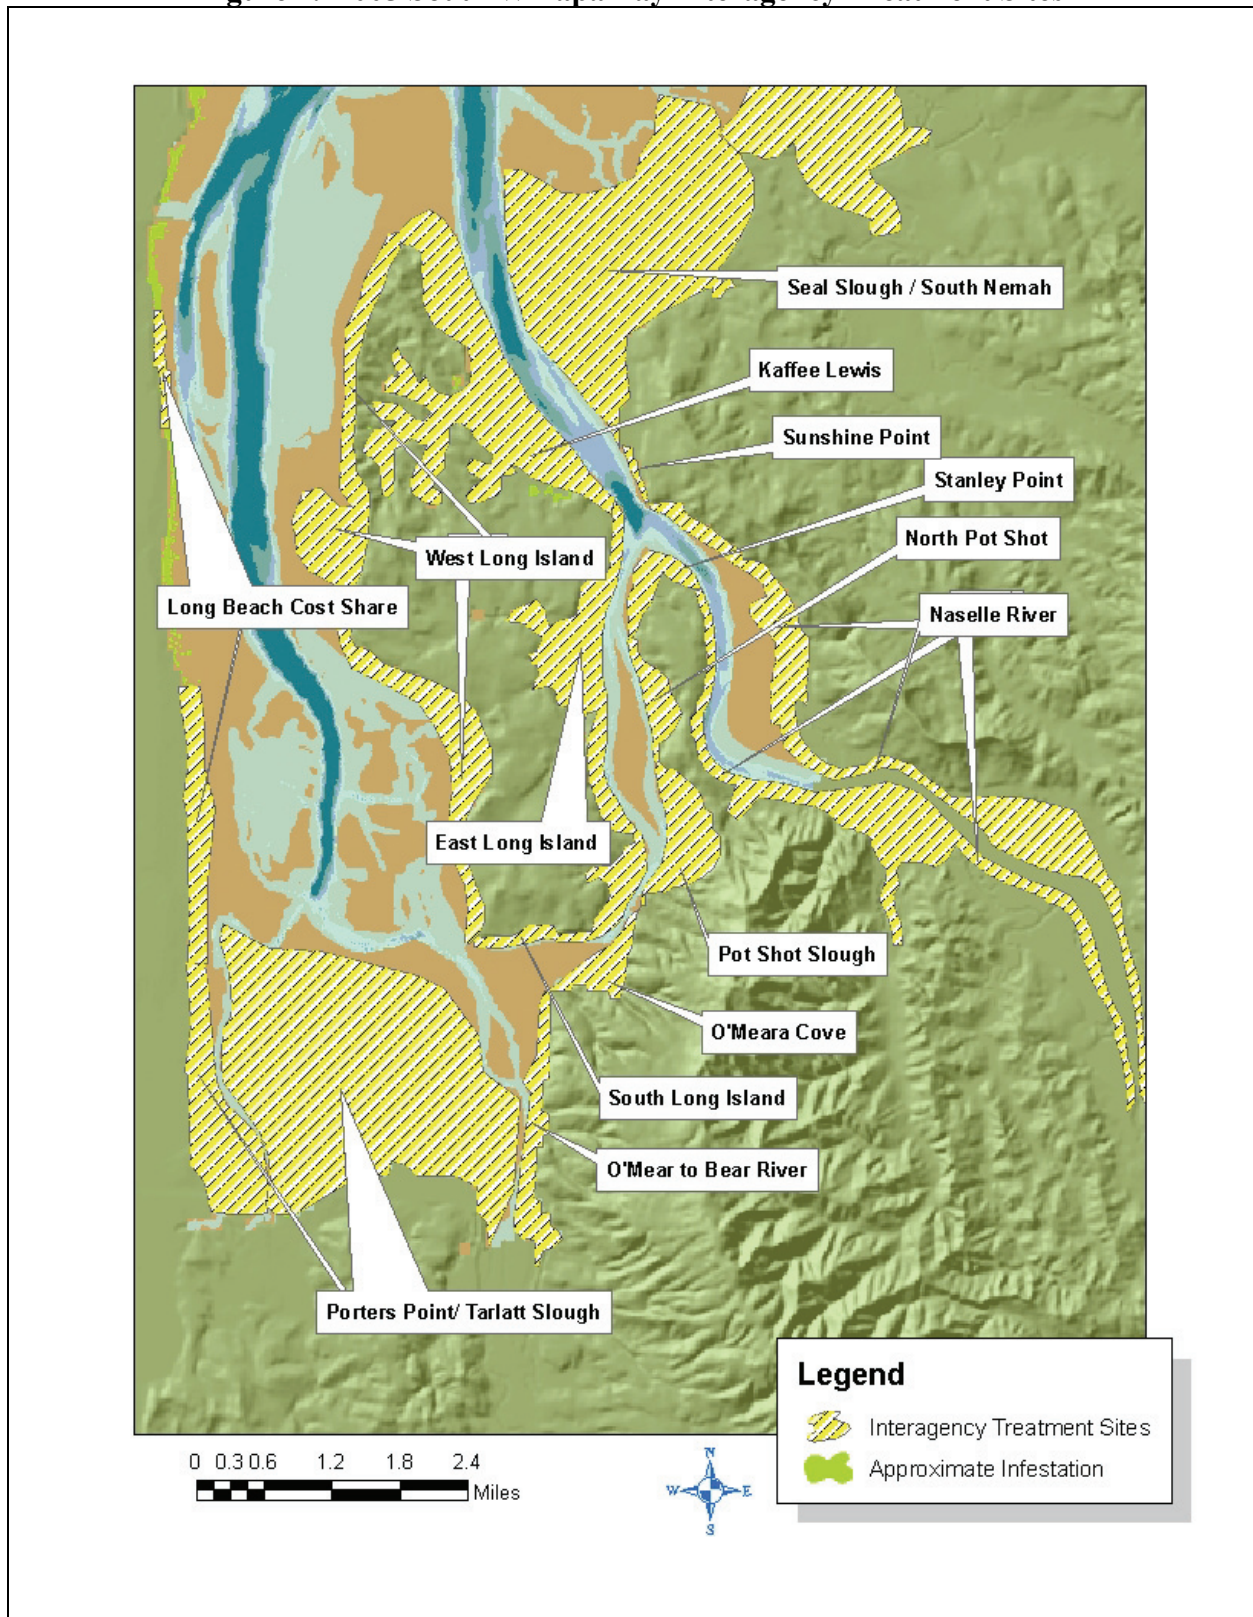 Seal Slough / South Nemah
Kaffee Lewis
Sunshine Point
Stanley Point
North Pot Shot
West Long Island
Long Beach Cost Share
Naselle River
East Long Island
Pot Shot Slough
O'Meara Cove
South Long Island
O'Mear to Bear River
Porters Point/ Tarlatt Slough
Legend
Interagency Treatment Sites
Approximate Infestation
0 0.3 0.6 1.2 1.8 2.4
Miles
N
W E
S